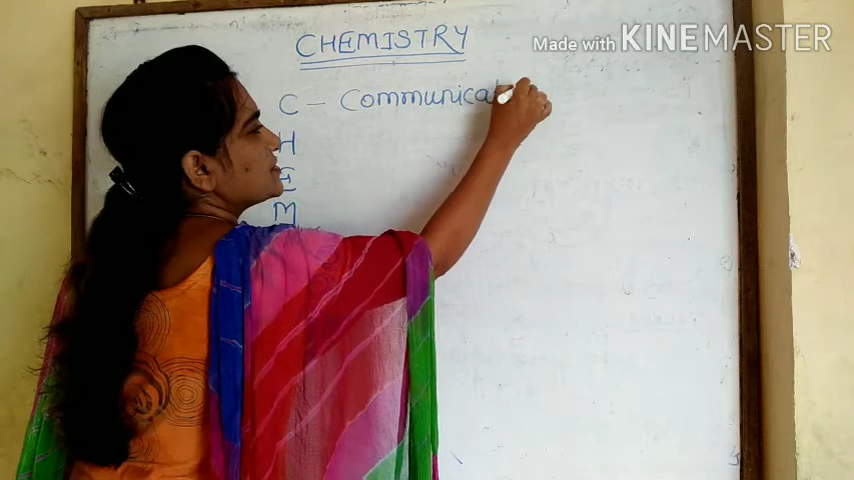 CHEMISTRY
Made with KINEMASTER
C - Communicat
H
E
M